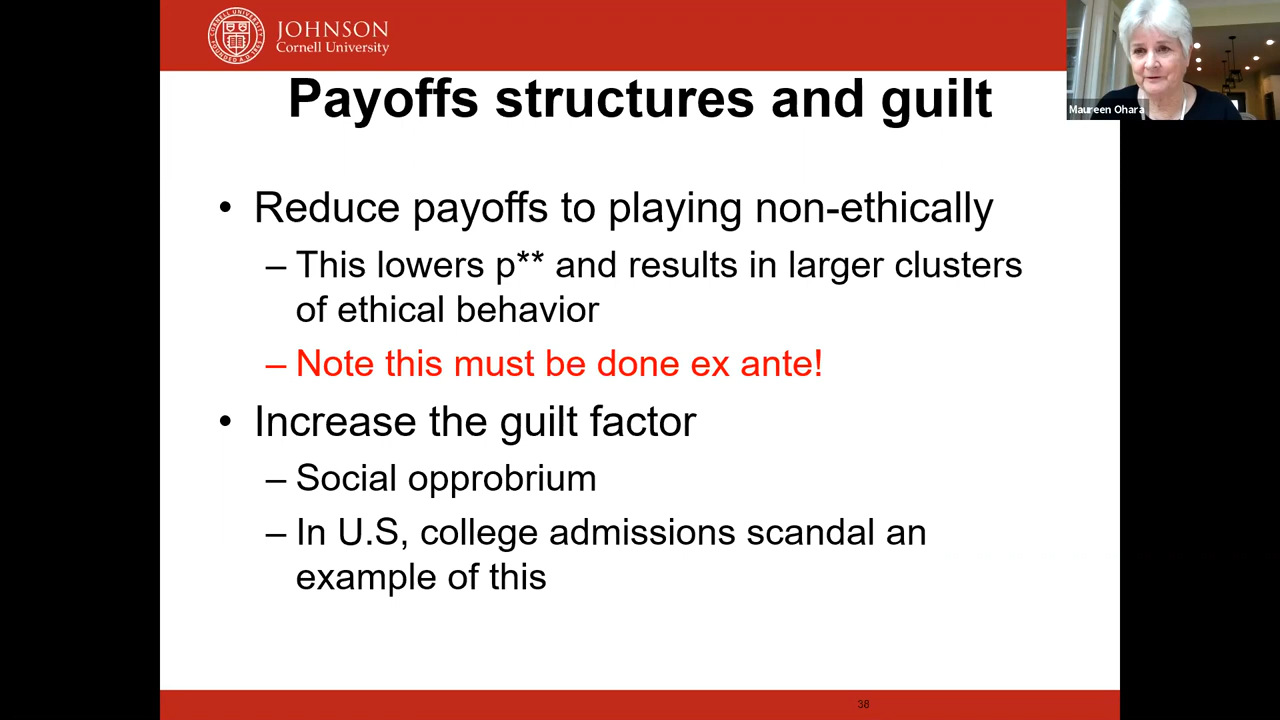 JOHNSON
Cornell University
Maureen Ohara
Payoffs structures and guilt
• Reduce payoffs to playing non-ethically
– This lowers p** and results in larger clusters
of ethical behavior
– Note this must be done ex ante!
• Increase the guilt factor
– Social opprobrium
– In U.S, college admissions scandal an
example of this
38